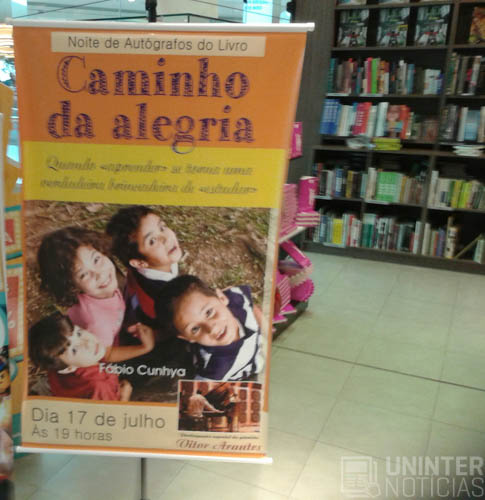 Noite de Autógrafos do Livro
Caminho
da alegria
Quando «aprender» se torna uma
verdadeira brincadeira de «estudar»
Fábio Cunhya
Dia 17 de julho
Às 19 horas
Vitor Arantes
UNINTER
NOTÍCIAS